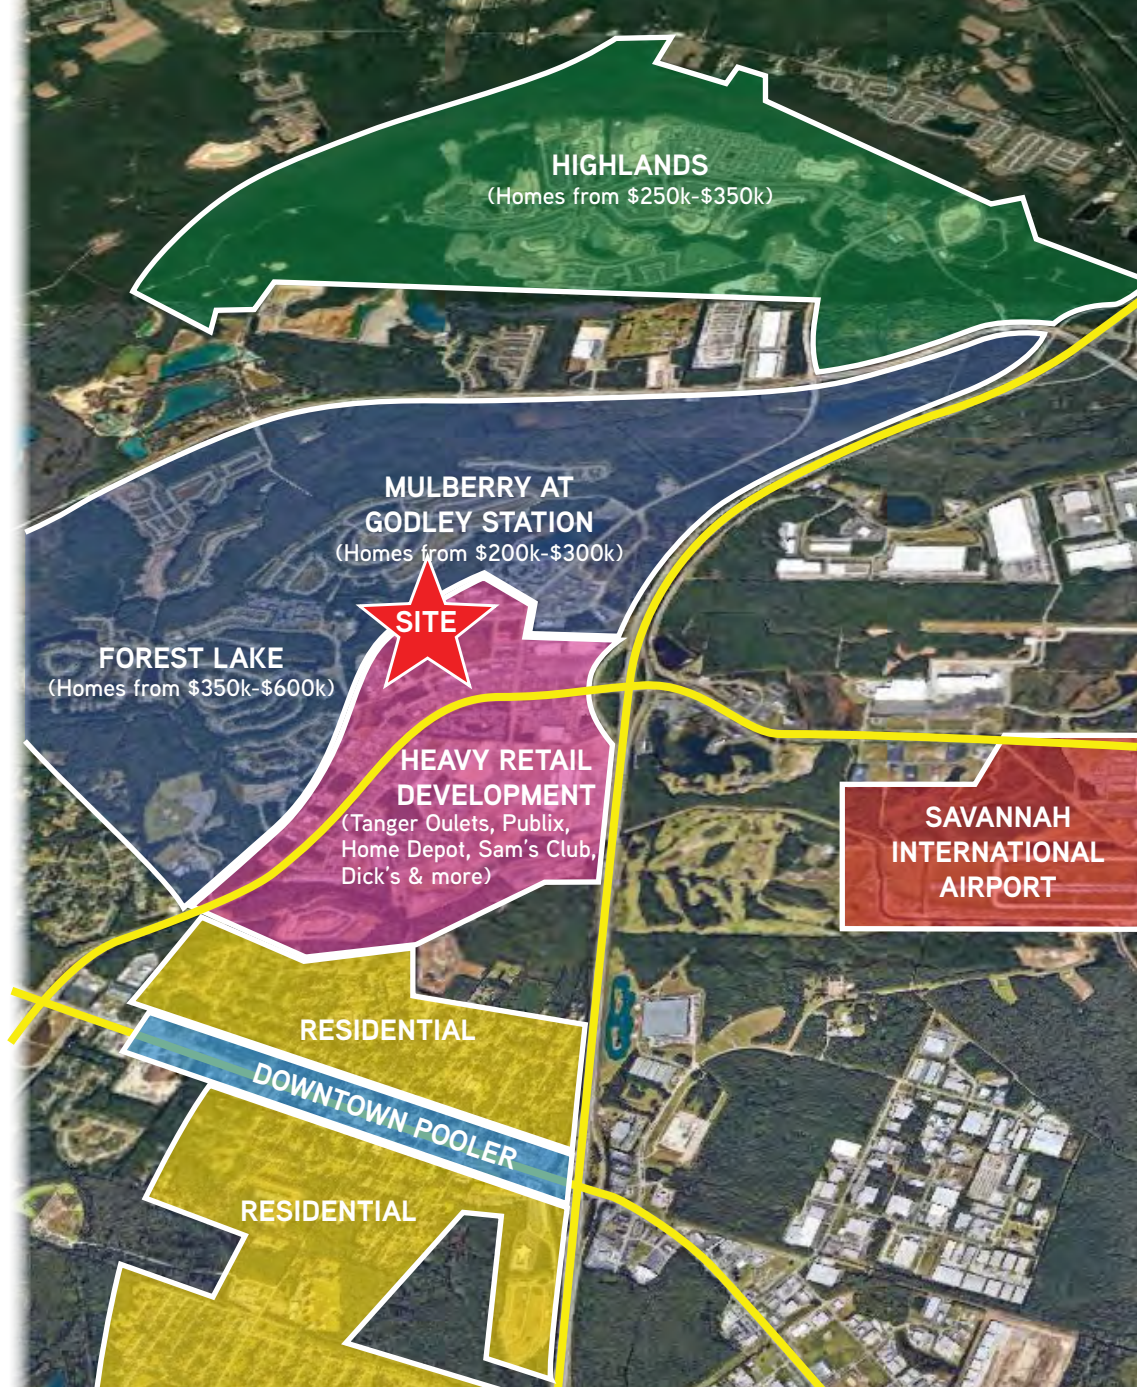 HIGHLANDS
(Homes from $250k-$350k)
MULBERRY AT
GODLEY STATION
(Homes from $200k-$300k)
SITE
FOREST LAKE
(Homes from $350k-$600k)
HEAVY RETAIL
DEVELOPMENT
(Tanger Oulets, Publix,
Home Depot, Sam's Club,
Dick's & more)
SAVANNAH
INTERNATIONAL
AIRPORT
RESIDENTIAL
DOWNTOWN POOLER
RESIDENTIAL